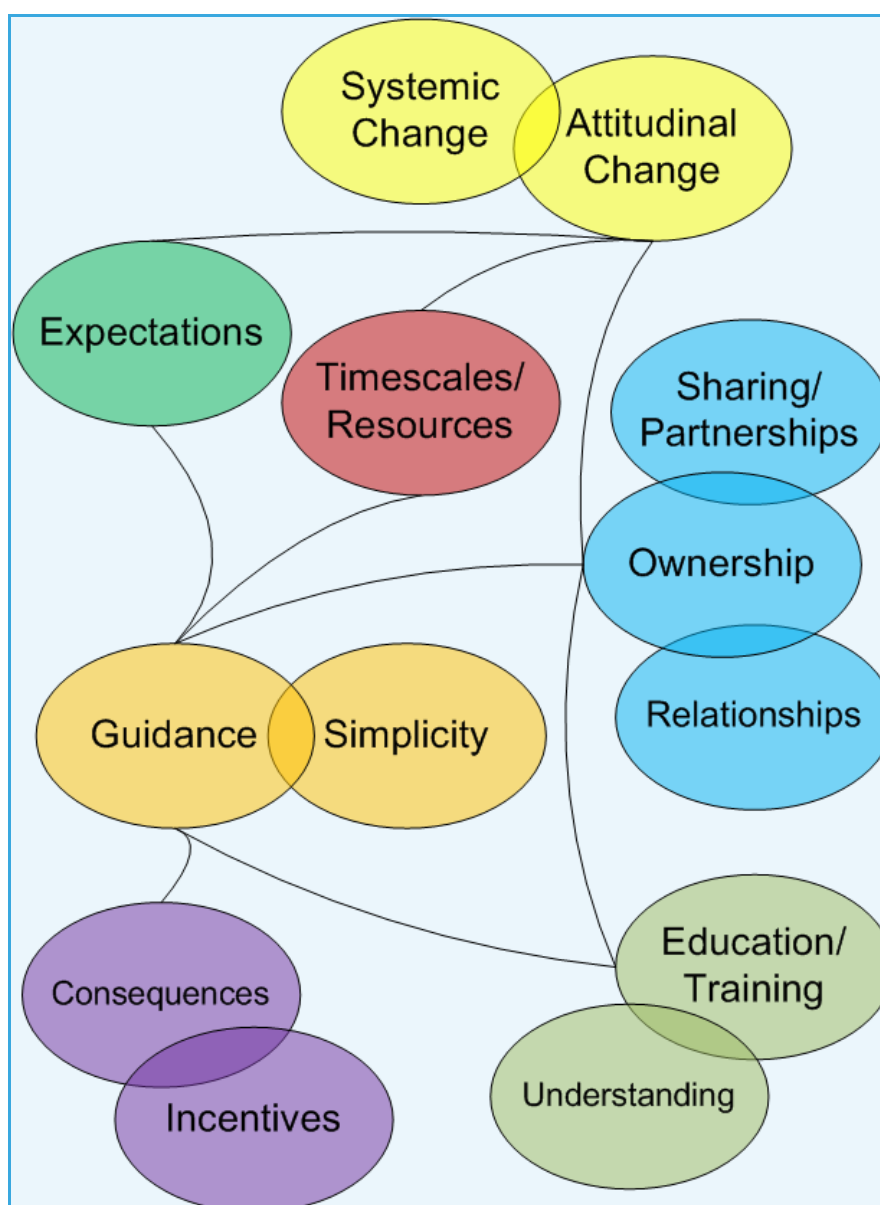 Systemic
Change
Attitudinal
Change
Expectations
Timescales/
Resources
Sharing/
Partnerships
Ownership
Relationships
Guidance
Simplicity
Consequences
Incentives
Education/
Training
Understanding